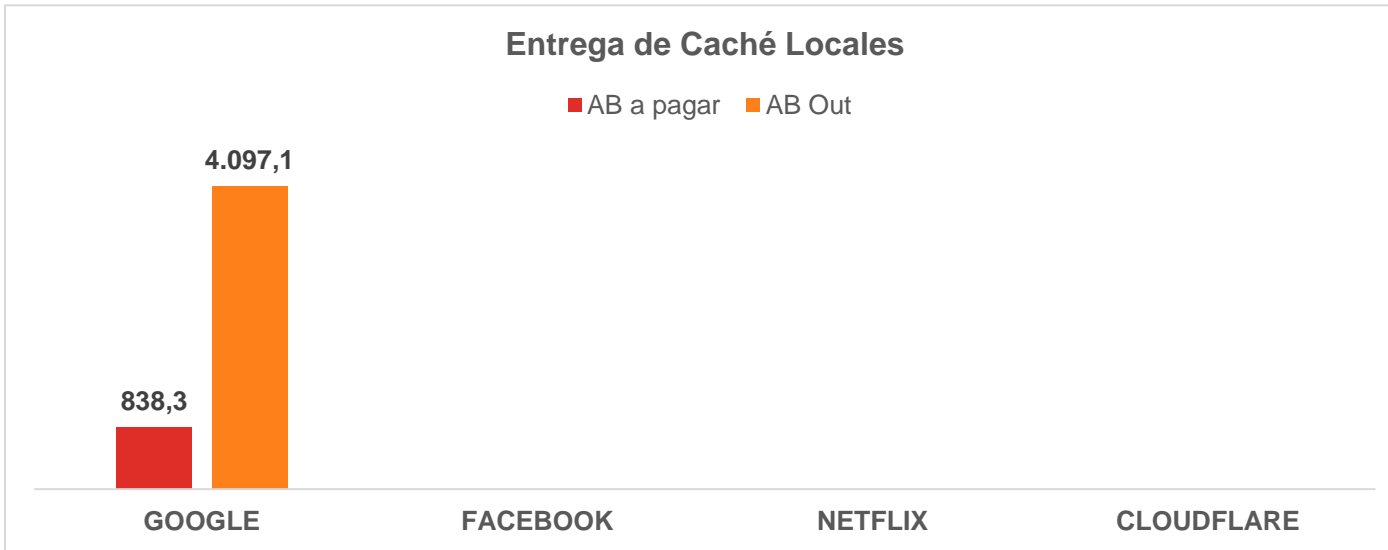 Entrega de Caché Locales
AB a pagar AB Out
4.097,1
838,3
GOOGLE FACEBOOK NETFLIX CLOUDFLARE